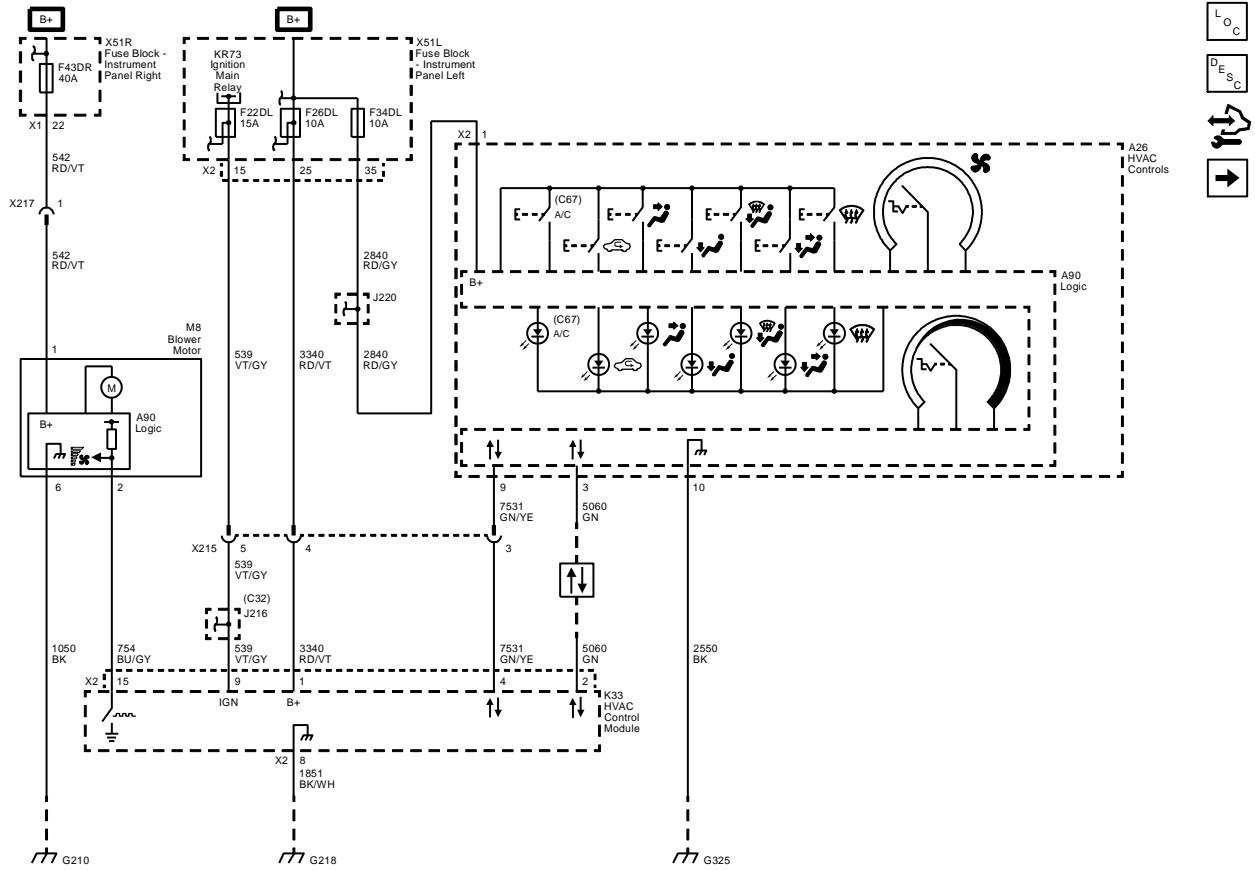 B+
B+
L O C
D E S C
X51R
Fuse Block -
Instrument
Panel Right
F43DR
40A
X1 22
542
RD/VT
X217 1
542
RD/VT
KR73
Ignition
Main
Relay
F22DL
15A
F26DL
10A
F34DL
10A
X51L
Fuse Block
- Instrument
Panel Left
X2 15 25 35
2840
RD/GY
J220
539
VT/GY
3340
RD/VT
2840
RD/GY
X2 1
A26
HVAC
Controls
(C67)
A/C
B+
A90
Logic
(C67)
A/C
M8
Blower
Motor
1
M
B+
A90
Logic
6 2
9 3 10
7531
GN/YE
5060
GN
X215 5 4 3
539
VT/GY
(C32)
J216
1050
BK
754
BU/GY
539
VT/GY
3340
RD/VT
7531
GN/YE
5060
GN
2550
BK
X2 15 9 1 4 2
IGN B+
K33
HVAC
Control
Module
X2 8
1851
BK/WH
G210 G218 G325